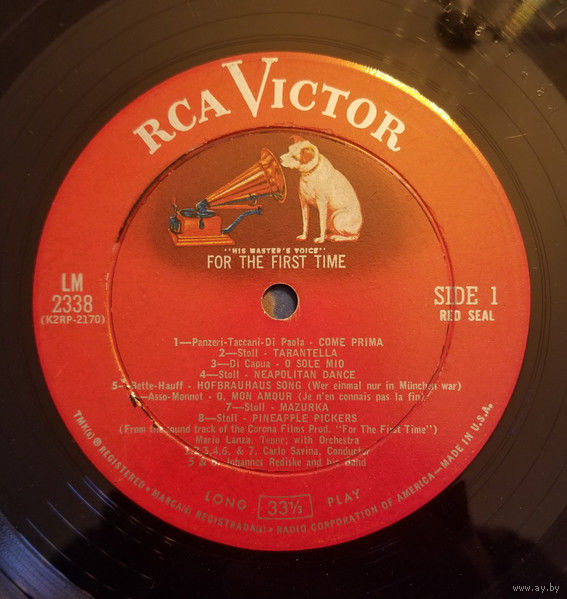 RCA VICTOR
"HIS MASTER'S VOICE"
FOR THE FIRST TIME
LM
2338
(K2RP-2170)
SIDE 1
RED SEAL
1—Panzeri-Taccani-Di Paola - COME PRIMA
2—Stoll - TARANTELLA
3—Di Capua - O SOLE MIO
4—Stoll - NEAPOLITAN DANCE
5—Bette-Hauff - HOFBRAUHAUS SONG (Wer einmal nur in München war)
Asso-Monnot - O, MON AMOUR (Je n'en connais pas la fin)
7—Stoll - MAZURKA
8—Stoll - PINEAPPLE PICKERS
(From the sound track of the Corona Films Prod. "For The First Time")
Mario Lanza, Tenor; with Orchestra
1,2,3,4,6, & 7, Carlo Savina, Conductor
5 & 8, Johannes Rediske and his Band
LONG 33⅓ PLAY
TMK(s) ® REGISTERED • MARCA(s) REGISTRADA(s) • RADIO CORPORATION OF AMERICA—MADE IN U.S.A.
www.ay.by